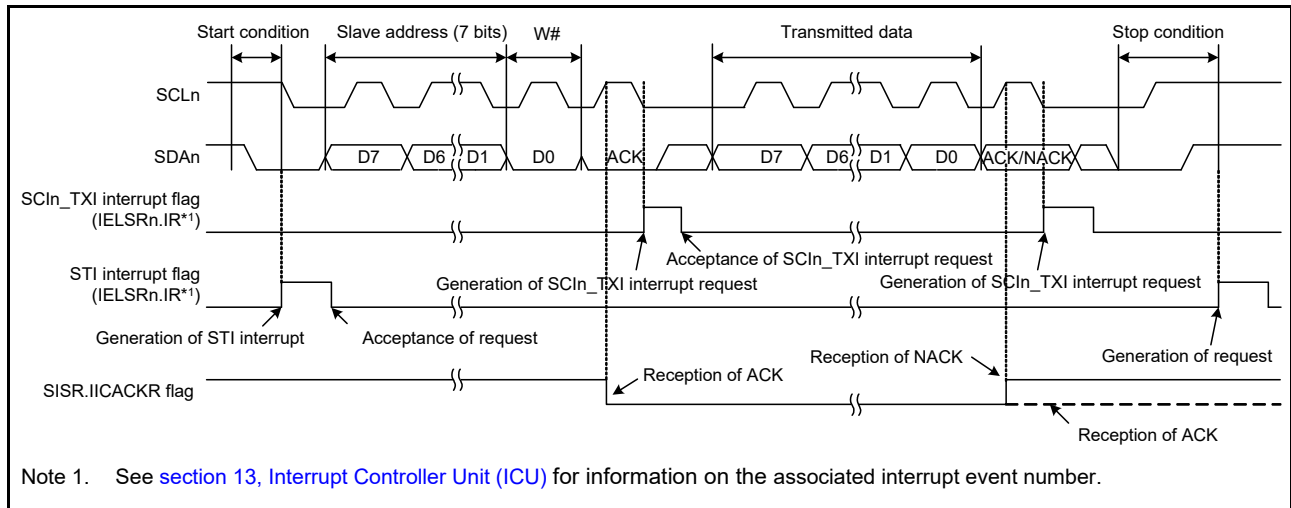 Start condition Slave address (7 bits) W# Transmitted data Stop condition
SCLn
SDAn D7 D6 D1 D0 ACK D7 D6 D1 D0 ACK/NACK
SCIn_TXI interrupt flag
(IELSRn.IR*1)
Acceptance of SCIn_TXI interrupt request
Generation of SCIn_TXI interrupt request Generation of SCIn_TXI interrupt request
STI interrupt flag
(IELSRn.IR*1)
Generation of STI interrupt Acceptance of request
Generation of request
Reception of NACK
Reception of ACK
SISR.IICACKR flag
Reception of ACK
Note 1. See section 13, Interrupt Controller Unit (ICU) for information on the associated interrupt event number.